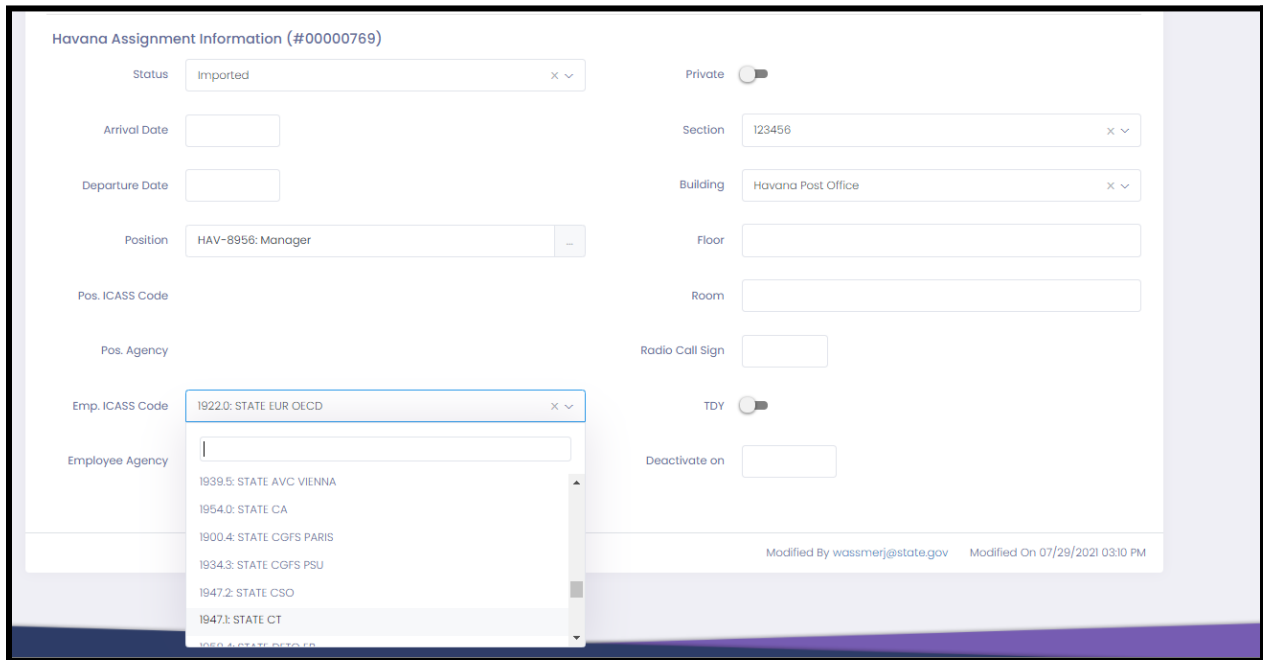 Havana Assignment Information (#00000769)
Status Imported
Private
Arrival Date
Section 123456
Departure Date
Building Havana Post Office
Position HAV-8956: Manager ...
Floor
Pos. ICASS Code
Room
Pos. Agency
Radio Call Sign
Emp. ICASS Code 1922.0: STATE EUR OECD
TDY
Employee Agency
Deactivate on
1939.5: STATE AVC VIENNA
1954.0: STATE CA
1900.4: STATE CGFS PARIS
1934.3: STATE CGFS PSU
1947.2: STATE CSO
1947.1: STATE CT
Modified By wassmerj@state.gov Modified On 07/29/2021 03:10 PM